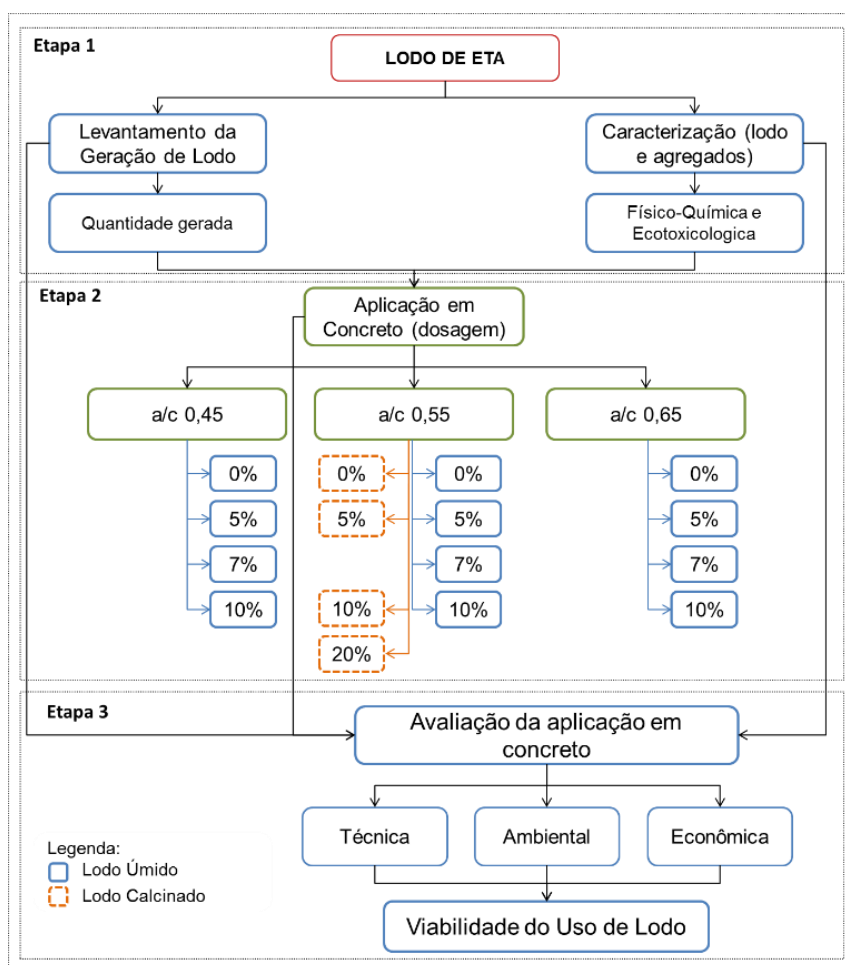 Etapa 1
LODO DE ETA
Levantamento da
Geração de Lodo
Caracterização (lodo
e agregados)
Quantidade gerada
Físico-Química e
Ecotoxicologica
Etapa 2
Aplicação em
Concreto (dosagem)
a/c 0,45
a/c 0,55
a/c 0,65
0%
0%
0%
0%
5%
5%
5%
5%
7%
7%
7%
10%
10%
10%
10%
20%
Etapa 3
Avaliação da aplicação em
concreto
Técnica
Ambiental
Econômica
Legenda:
Lodo Úmido
Lodo Calcinado
Viabilidade do Uso de Lodo